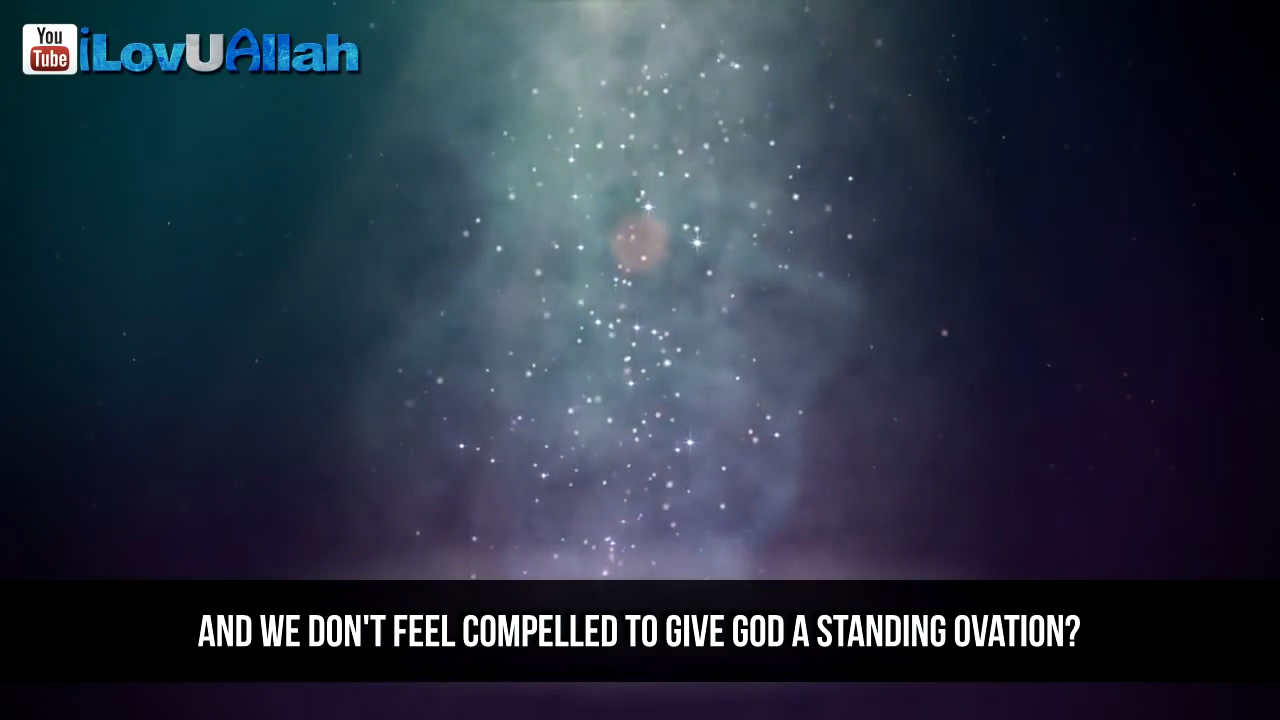 You
Tube iLovUAllah
AND WE DON'T FEEL COMPELLED TO GIVE GOD A STANDING OVATION?